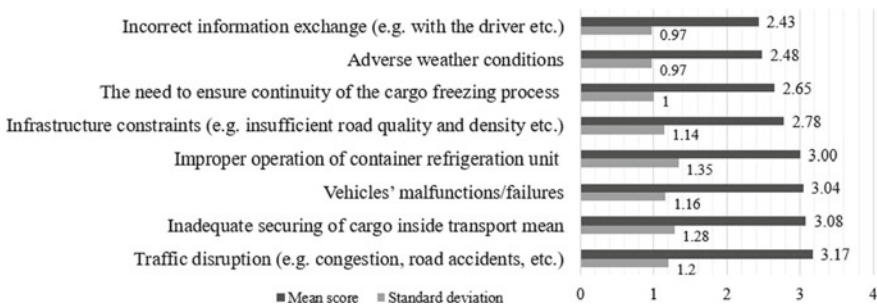 Incorrect information exchange (e.g. with the driver etc.) 2.43
0.97
Adverse weather conditions 2.48
0.97
The need to ensure continuity of the cargo freezing process 2.65
1
Infrastructure constraints (e.g. insufficient road quality and density etc.) 2.78
1.14
Improper operation of container refrigeration unit 3.00
1.35
Vehicles' malfunctions/failures 3.04
1.16
Inadequate securing of cargo inside transport mean 3.08
1.28
Traffic disruption (e.g. congestion, road accidents, etc.) 3.17
1.2
0 1 2 3 4
Mean score Standard deviation